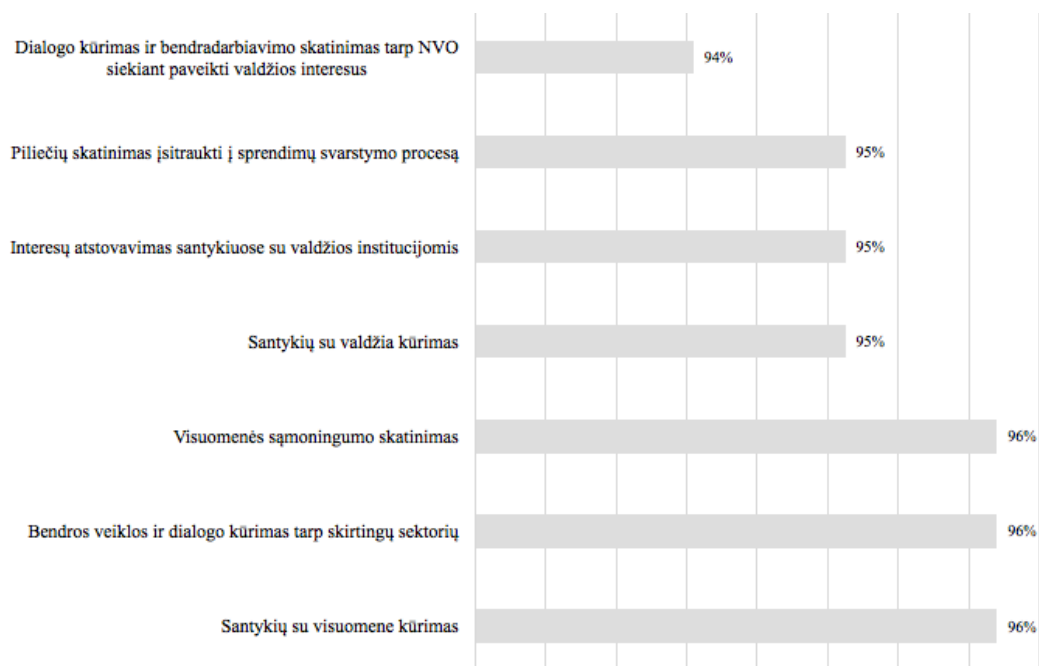 Dialogo kūrimas ir bendradarbiavimo skatinimas tarp NVO
siekiant paveikti valdžios interesus
94%
Piliečių skatinimas įsitraukti į sprendimų svarstymo procesą
95%
Interesų atstovavimas santykiuose su valdžios institucijomis
95%
Santykių su valdžia kūrimas
95%
Visuomenės sąmoningumo skatinimas
96%
Bendros veiklos ir dialogo kūrimas tarp skirtingų sektorių
96%
Santykių su visuomene kūrimas
96%